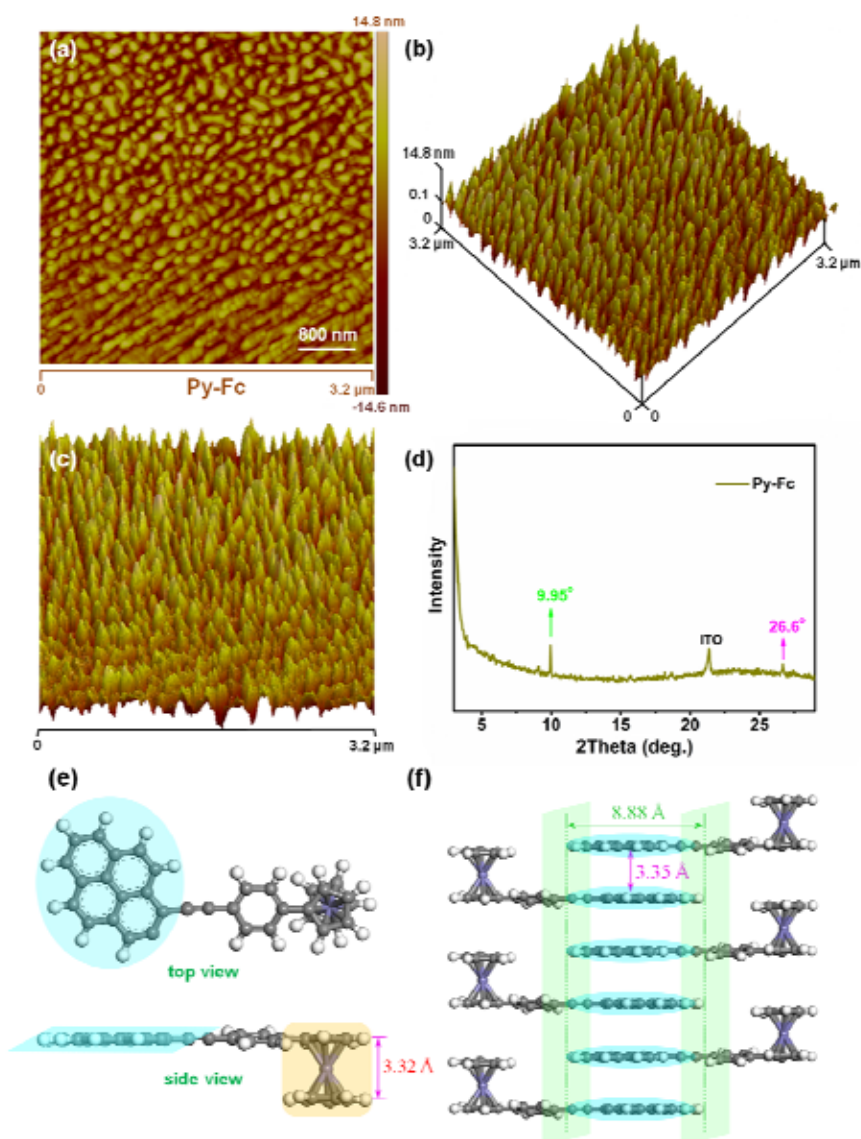 14.8 nm
(a)
800 nm
0
Py-Fc
3.2 µm
-14.6 nm
(b)
14.8 nm
0.1
0
3.2 µm
3.2 µm
0
0
(c)
0
3.2 µm
(d)
Py-Fc
Intensity
9.95°
ITO
26.6°
5
10
15
20
25
2Theta (deg.)
(e)
top view
side view
3.32 Å
(f)
8.88 Å
3.35 Å